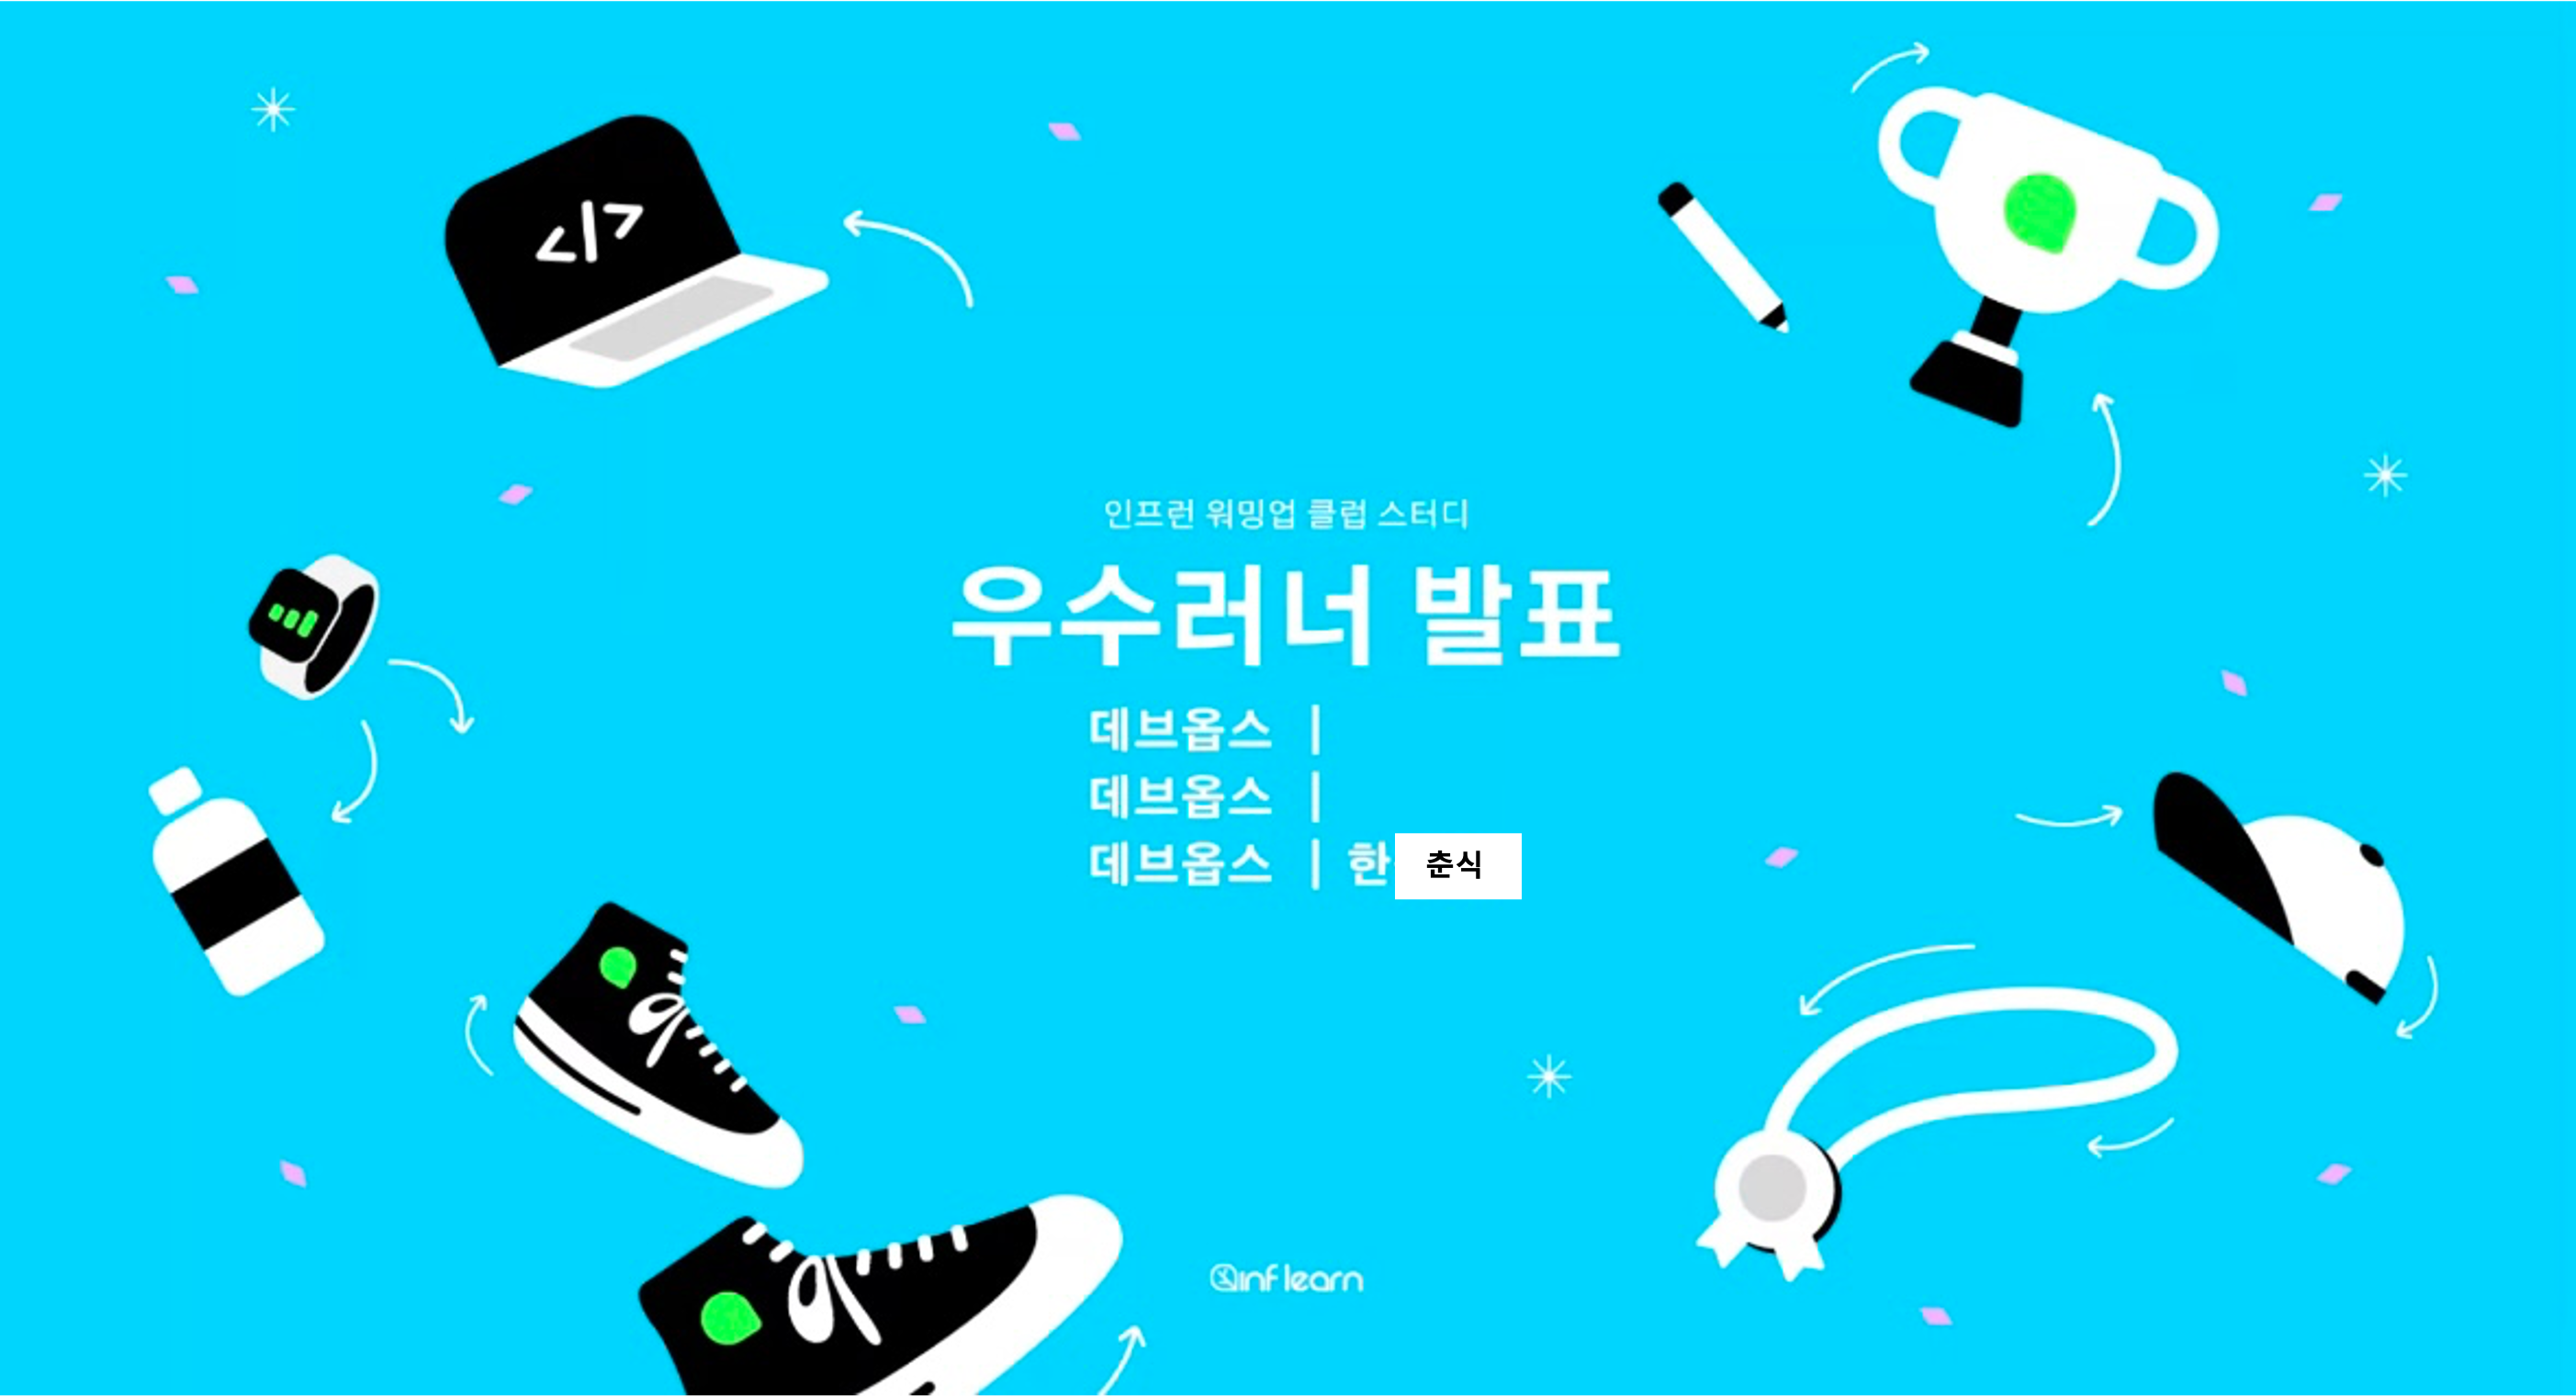 </>
인프런 워밍업 클럽 스터디
우수러너 발표
데브옵스 |
데브옵스 |
데브옵스 | 한 춘식
inflearn